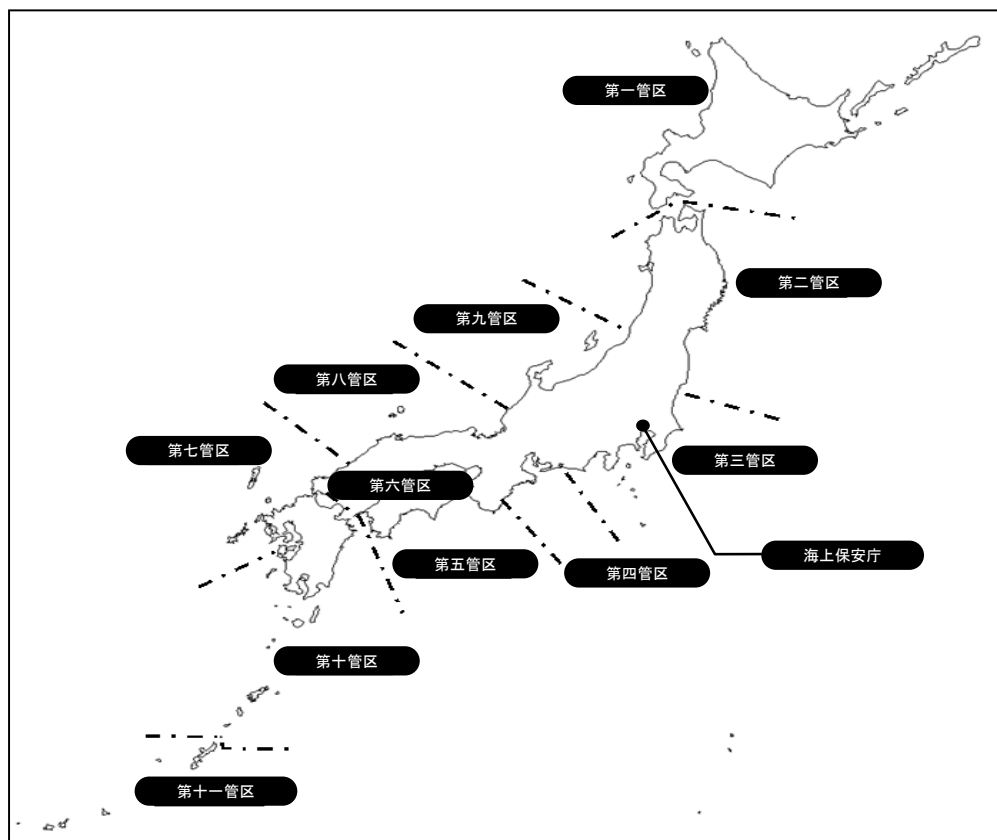 第一管区
第二管区
第九管区
第八管区
第七管区
第三管区
第六管区
海上保安庁
第五管区
第四管区
第十管区
第十一管区